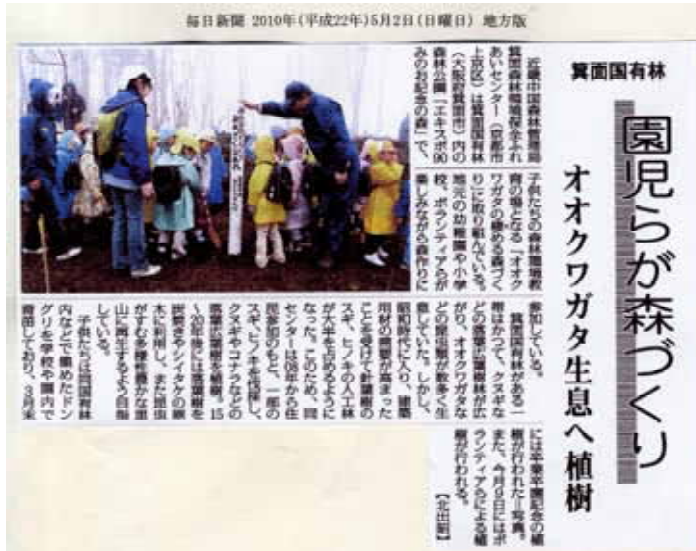 毎日新聞 2010年(平成22年)5月2日(日曜日) 地方版
箕面国有林
園児らが森づくり
オオクワガタ生息へ植樹
近畿中国森林管理局
箕面森林環境保全ふれ
あいセンター(京都市
上京区)は箕面国有林
(大阪府箕面市)内の
森林公園「エキスポ90
みのお記念の森」で、
子供たちの森林環境教
育の場となる「オオク
ワガタの棲める森づく
り」に取り組んでいる。
地元の幼稚園や小学
校、ボランティアらが
楽しみながら森作りに
参加している。
箕面国有林がある一
帯はかつて、クヌギな
どの落葉広葉樹林が広
がり、オオクワガタな
どの昆虫類が数多く生
息していた。しかし、
昭和時代に入り、建築
用材の需要が高まった
ことを受けて針葉樹の
スギ、ヒノキの人工林
が大半を占めるように
なった。このため、同
センターは08年から住
民参加のもと、一部の
スギ、ヒノキを伐採し、
クヌギやコナラなどの
落葉広葉樹を植樹。15
〜20年後には落葉樹を
炭焼きやシイタケの原
木に利用し、また昆虫
がすむ多様性豊かな里
山に再生するよう目指
している。
子供たちは同国有林
内などで集めたドン
グリを学校や園内で
育苗しており、3月末
には卒業卒園記念の植
樹が行われた=写真。
また、今月9日にはボ
ランティアらによる植
樹が行われる。
【北出昭】